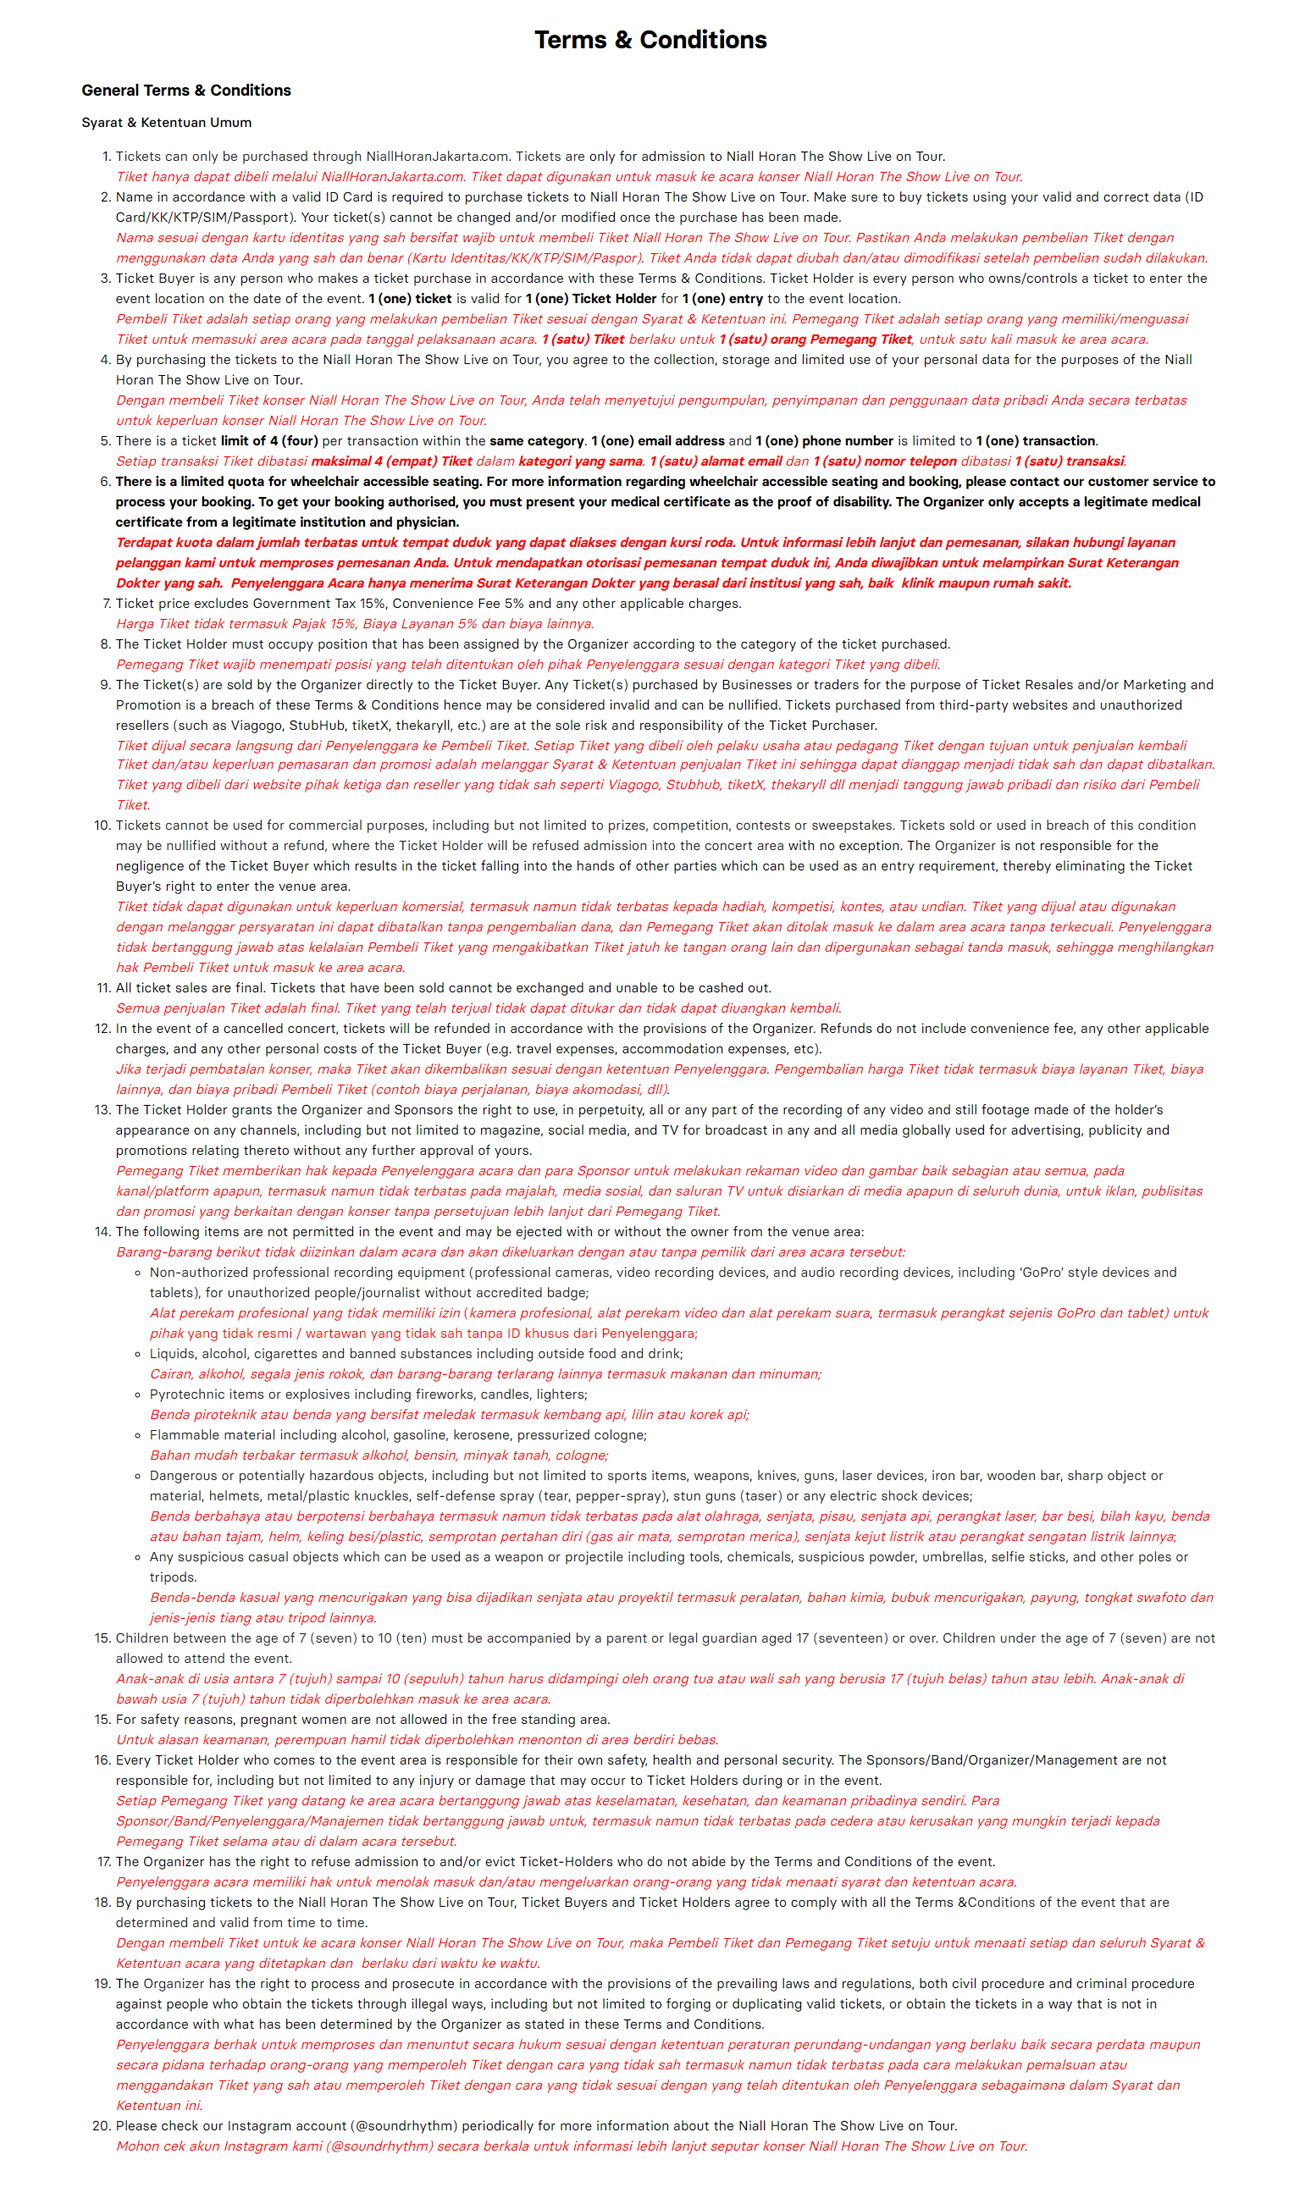 Terms & Conditions
General Terms & Conditions
Syarat & Ketentuan Umum
1. Tickets can only be purchased through NiallHoranJakarta.com. Tickets are only for admission to Niall Horan The Show Live on Tour.
Tiket hanya dapat dibeli melalui NiallHoranJakarta.com. Tiket dapat digunakan untuk masuk ke acara konser Niall Horan The Show Live on Tour.
2. Name in accordance with a valid ID Card is required to purchase tickets to Niall Horan The Show Live on Tour. Make sure to buy tickets using your valid and correct data (ID
Card/KK/KTP/SIM/Passport). Your ticket(s) cannot be changed and/or modified once the purchase has been made.
Nama sesuai dengan kartu identitas yang sah bersifat wajib untuk membeli Tiket Niall Horan The Show Live on Tour. Pastikan Anda melakukan pembelian Tiket dengan
menggunakan data Anda yang sah dan benar (Kartu Identitas/KK/KTP/SIM/Paspor). Tiket Anda tidak dapat diubah dan/atau dimodifikasi setelah pembelian sudah dilakukan.
3. Ticket Buyer is any person who makes a ticket purchase in accordance with these Terms & Conditions. Ticket Holder is every person who owns/controls a ticket to enter the
event location on the date of the event. 1 (one) ticket is valid for 1 (one) Ticket Holder for 1 (one) entry to the event location.
Pembeli Tiket adalah setiap orang yang melakukan pembelian Tiket sesuai dengan Syarat & Ketentuan ini. Pemegang Tiket adalah setiap orang yang memiliki/menguasai
Tiket untuk memasuki area acara pada tanggal pelaksanaan acara. 1 (satu) Tiket berlaku untuk 1 (satu) orang Pemegang Tiket, untuk satu kali masuk ke area acara.
4. By purchasing the tickets to the Niall Horan The Show Live on Tour, you agree to the collection, storage and limited use of your personal data for the purposes of the Niall
Horan The Show Live on Tour.
Dengan membeli Tiket konser Niall Horan The Show Live on Tour, Anda telah menyetujui pengumpulan, penyimpanan dan penggunaan data pribadi Anda secara terbatas
untuk keperluan konser Niall Horan The Show Live on Tour.
5. There is a ticket limit of 4 (four) per transaction within the same category. 1 (one) email address and 1 (one) phone number is limited to 1 (one) transaction.
Setiap transaksi Tiket dibatasi maksimal 4 (empat) Tiket dalam kategori yang sama. 1 (satu) alamat email dan 1 (satu) nomor telepon dibatasi 1 (satu) transaksi.
6. There is a limited quota for wheelchair accessible seating. For more information regarding wheelchair accessible seating and booking, please contact our customer service to
process your booking. To get your booking authorised, you must present your medical certificate as the proof of disability. The Organizer only accepts a legitimate medical
certificate from a legitimate institution and physician.
Terdapat kuota dalam jumlah terbatas untuk tempat duduk yang dapat diakses dengan kursi roda. Untuk informasi lebih lanjut dan pemesanan, silakan hubungi layanan
pelanggan kami untuk memproses pemesanan Anda. Untuk mendapatkan otorisasi pemesanan tempat duduk ini, Anda diwajibkan untuk melampirkan Surat Keterangan
Dokter yang sah. Penyelenggara Acara hanya menerima Surat Keterangan Dokter yang berasal dari institusi yang sah, baik klinik maupun rumah sakit.
7. Ticket price excludes Government Tax 15%, Convenience Fee 5% and any other applicable charges.
Harga Tiket tidak termasuk Pajak 15%, Biaya Layanan 5% dan biaya lainnya.
8. The Ticket Holder must occupy position that has been assigned by the Organizer according to the category of the ticket purchased.
Pemegang Tiket wajib menempati posisi yang telah ditentukan oleh pihak Penyelenggara sesuai dengan kategori Tiket yang dibeli.
9. The Ticket(s) are sold by the Organizer directly to the Ticket Buyer. Any Ticket(s) purchased by Businesses or traders for the purpose of Ticket Resales and/or Marketing and
Promotion is a breach of these Terms & Conditions hence may be considered invalid and can be nullified. Tickets purchased from third-party websites and unauthorized
resellers (such as Viagogo, StubHub, tiketX, thekaryll, etc.) are at the sole risk and responsibility of the Ticket Purchaser.
Tiket dijual secara langsung dari Penyelenggara ke Pembeli Tiket. Setiap Tiket yang dibeli oleh pelaku usaha atau pedagang Tiket dengan tujuan untuk penjualan kembali
Tiket dan/atau keperluan pemasaran dan promosi adalah melanggar Syarat & Ketentuan penjualan Tiket ini sehingga dapat dianggap menjadi tidak sah dan dapat dibatalkan.
Tiket yang dibeli dari website pihak ketiga dan reseller yang tidak sah seperti Viagogo, Stubhub, tiketX, thekaryll dll menjadi tanggung jawab pribadi dan risiko dari Pembeli
Tiket.
10. Tickets cannot be used for commercial purposes, including but not limited to prizes, competition, contests or sweepstakes. Tickets sold or used in breach of this condition
may be nullified without a refund, where the Ticket Holder will be refused admission into the concert area with no exception. The Organizer is not responsible for the
negligence of the Ticket Buyer which results in the ticket falling into the hands of other parties which can be used as an entry requirement, thereby eliminating the Ticket
Buyer's right to enter the venue area.
Tiket tidak dapat digunakan untuk keperluan komersial, termasuk namun tidak terbatas kepada hadiah, kompetisi, kontes, atau undian. Tiket yang dijual atau digunakan
dengan melanggar persyaratan ini dapat dibatalkan tanpa pengembalian dana, dan Pemegang Tiket akan ditolak masuk ke dalam area acara tanpa terkecuali. Penyelenggara
tidak bertanggung jawab atas kelalaian Pembeli Tiket yang mengakibatkan Tiket jatuh ke tangan orang lain dan dipergunakan sebagai tanda masuk, sehingga menghilangkan
hak Pembeli Tiket untuk masuk ke area acara.
11. All ticket sales are final. Tickets that have been sold cannot be exchanged and unable to be cashed out.
Semua penjualan Tiket adalah final. Tiket yang telah terjual tidak dapat ditukar dan tidak dapat diuangkan kembali.
12. In the event of a cancelled concert, tickets will be refunded in accordance with the provisions of the Organizer. Refunds do not include convenience fee, any other applicable
charges, and any other personal costs of the Ticket Buyer (e.g. travel expenses, accommodation expenses, etc).
Jika terjadi pembatalan konser, maka Tiket akan dikembalikan sesuai dengan ketentuan Penyelenggara. Pengembalian harga Tiket tidak termasuk biaya layanan Tiket, biaya
lainnya, dan biaya pribadi Pembeli Tiket (contoh biaya perjalanan, biaya akomodasi, dll).
13. The Ticket Holder grants the Organizer and Sponsors the right to use, in perpetuity, all or any part of the recording of any video and still footage made of the holder's
appearance on any channels, including but not limited to magazine, social media, and TV for broadcast in any and all media globally used for advertising, publicity and
promotions relating thereto without any further approval of yours.
Pemegang Tiket memberikan hak kepada Penyelenggara acara dan para Sponsor untuk melakukan rekaman video dan gambar baik sebagian atau semua, pada
kanal/platform apapun, termasuk namun tidak terbatas pada majalah, media sosial, dan saluran TV untuk disiarkan di media apapun di seluruh dunia, untuk iklan, publisitas
dan promosi yang berkaitan dengan konser tanpa persetujuan lebih lanjut dari Pemegang Tiket.
14. The following items are not permitted in the event and may be ejected with or without the owner from the venue area:
Barang-barang berikut tidak diizinkan dalam acara dan akan dikeluarkan dengan atau tanpa pemilik dari area acara tersebut:
◦ Non-authorized professional recording equipment (professional cameras, video recording devices, and audio recording devices, including ‘GoPro’ style devices and
tablets), for unauthorized people/journalist without accredited badge;
Alat perekam profesional yang tidak memiliki izin (kamera profesional, alat perekam video dan alat perekam suara, termasuk perangkat sejenis GoPro dan tablet) untuk
pihak yang tidak resmi / wartawan yang tidak sah tanpa ID khusus dari Penyelenggara;
◦ Liquids, alcohol, cigarettes and banned substances including outside food and drink;
Cairan, alkohol, segala jenis rokok, dan barang-barang terlarang lainnya termasuk makanan dan minuman;
◦ Pyrotechnic items or explosives including fireworks, candles, lighters;
Benda piroteknik atau benda yang bersifat meledak termasuk kembang api, lilin atau korek api;
◦ Flammable material including alcohol, gasoline, kerosene, pressurized cologne;
Bahan mudah terbakar termasuk alkohol, bensin, minyak tanah, cologne;
◦ Dangerous or potentially hazardous objects, including but not limited to sports items, weapons, knives, guns, laser devices, iron bar, wooden bar, sharp object or
material, helmets, metal/plastic knuckles, self-defense spray (tear, pepper-spray), stun guns (taser) or any electric shock devices;
Benda berbahaya atau berpotensi berbahaya termasuk namun tidak terbatas pada alat olahraga, senjata, pisau, senjata api, perangkat laser, bar besi, bilah kayu, benda
atau bahan tajam, helm, keling besi/plastic, semprotan pertahan diri (gas air mata, semprotan merica), senjata kejut listrik atau perangkat sengatan listrik lainnya;
◦ Any suspicious casual objects which can be used as a weapon or projectile including tools, chemicals, suspicious powder, umbrellas, selfie sticks, and other poles or
tripods.
Benda-benda kasual yang mencurigakan yang bisa dijadikan senjata atau proyektil termasuk peralatan, bahan kimia, bubuk mencurigakan, payung, tongkat swafoto dan
jenis-jenis tiang atau tripod lainnya.
15. Children between the age of 7 (seven) to 10 (ten) must be accompanied by a parent or legal guardian aged 17 (seventeen) or over. Children under the age of 7 (seven) are not
allowed to attend the event.
Anak-anak di usia antara 7 (tujuh) sampai 10 (sepuluh) tahun harus didampingi oleh orang tua atau wali sah yang berusia 17 (tujuh belas) tahun atau lebih. Anak-anak di
bawah usia 7 (tujuh) tahun tidak diperbolehkan masuk ke area acara.
15. For safety reasons, pregnant women are not allowed in the free standing area.
Untuk alasan keamanan, perempuan hamil tidak diperbolehkan menonton di area berdiri bebas.
16. Every Ticket Holder who comes to the event area is responsible for their own safety, health and personal security. The Sponsors/Band/Organizer/Management are not
responsible for, including but not limited to any injury or damage that may occur to Ticket Holders during or in the event.
Setiap Pemegang Tiket yang datang ke area acara bertanggung jawab atas keselamatan, kesehatan, dan keamanan pribadinya sendiri. Para
Sponsor/Band/Penyelenggara/Manajemen tidak bertanggung jawab untuk, termasuk namun tidak terbatas pada cedera atau kerusakan yang mungkin terjadi kepada
Pemegang Tiket selama atau di dalam acara tersebut.
17. The Organizer has the right to refuse admission to and/or evict Ticket-Holders who do not abide by the Terms and Conditions of the event.
Penyelenggara acara memiliki hak untuk menolak masuk dan/atau mengeluarkan orang-orang yang tidak menaati syarat dan ketentuan acara.
18. By purchasing tickets to the Niall Horan The Show Live on Tour, Ticket Buyers and Ticket Holders agree to comply with all the Terms &Conditions of the event that are
determined and valid from time to time.
Dengan membeli Tiket untuk ke acara konser Niall Horan The Show Live on Tour, maka Pembeli Tiket dan Pemegang Tiket setuju untuk menaati setiap dan seluruh Syarat &
Ketentuan acara yang ditetapkan dan berlaku dari waktu ke waktu.
19. The Organizer has the right to process and prosecute in accordance with the provisions of the prevailing laws and regulations, both civil procedure and criminal procedure
against people who obtain the tickets through illegal ways, including but not limited to forging or duplicating valid tickets, or obtain the tickets in a way that is not in
accordance with what has been determined by the Organizer as stated in these Terms and Conditions.
Penyelenggara berhak untuk memproses dan menuntut secara hukum sesuai dengan ketentuan peraturan perundang-undangan yang berlaku baik secara perdata maupun
secara pidana terhadap orang-orang yang memperoleh Tiket dengan cara yang tidak sah termasuk namun tidak terbatas pada cara melakukan pemalsuan atau
menggandakan Tiket yang sah atau memperoleh Tiket dengan cara yang tidak sesuai dengan yang telah ditentukan oleh Penyelenggara sebagaimana dalam Syarat dan
Ketentuan ini.
20. Please check our Instagram account (@soundrhythm) periodically for more information about the Niall Horan The Show Live on Tour.
Mohon cek akun Instagram kami (@soundrhythm) secara berkala untuk informasi lebih lanjut seputar konser Niall Horan The Show Live on Tour.